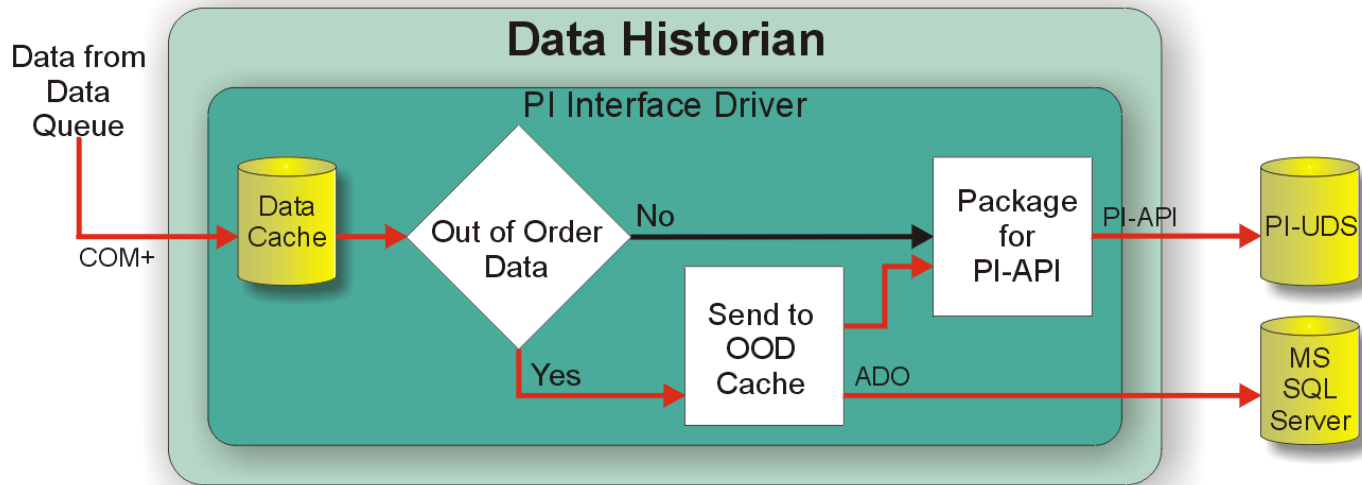 Data Historian
PI Interface Driver
Data from
Data
Queue
COM+
Data
Cache
Out of Order
Data
No
Yes
Send to
OOD
Cache
Package
for
PI-API
PI-API
ADO
PI-UDS
MS
SQL
Server